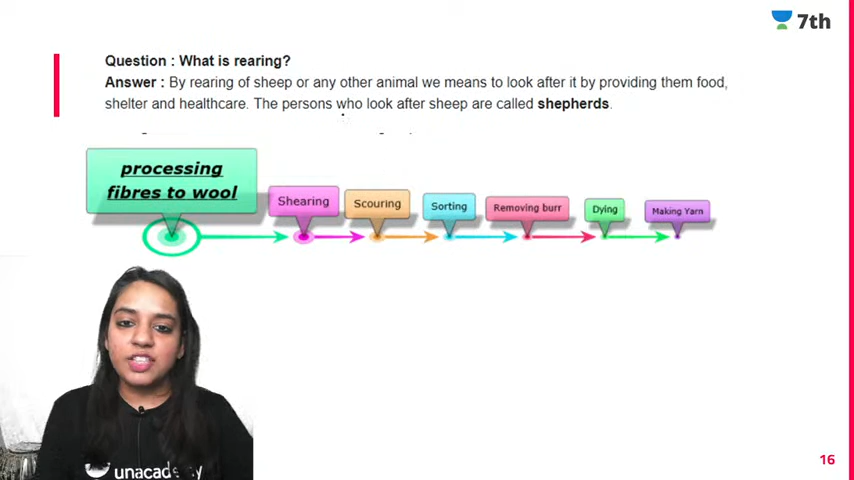 7th
Question : What is rearing?
Answer : By rearing of sheep or any other animal we means to look after it by providing them food,
shelter and healthcare. The persons who look after sheep are called shepherds.
processing
fibres to wool
Shearing
Scouring
Sorting
Removing burr
Dying
Making Yarn
unacademy
16